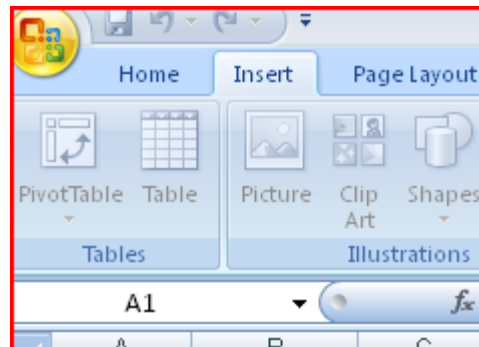 Home Insert Page Layout
PivotTable Table Picture Clip Art Shapes
Tables Illustrations
A1 fx
A B C